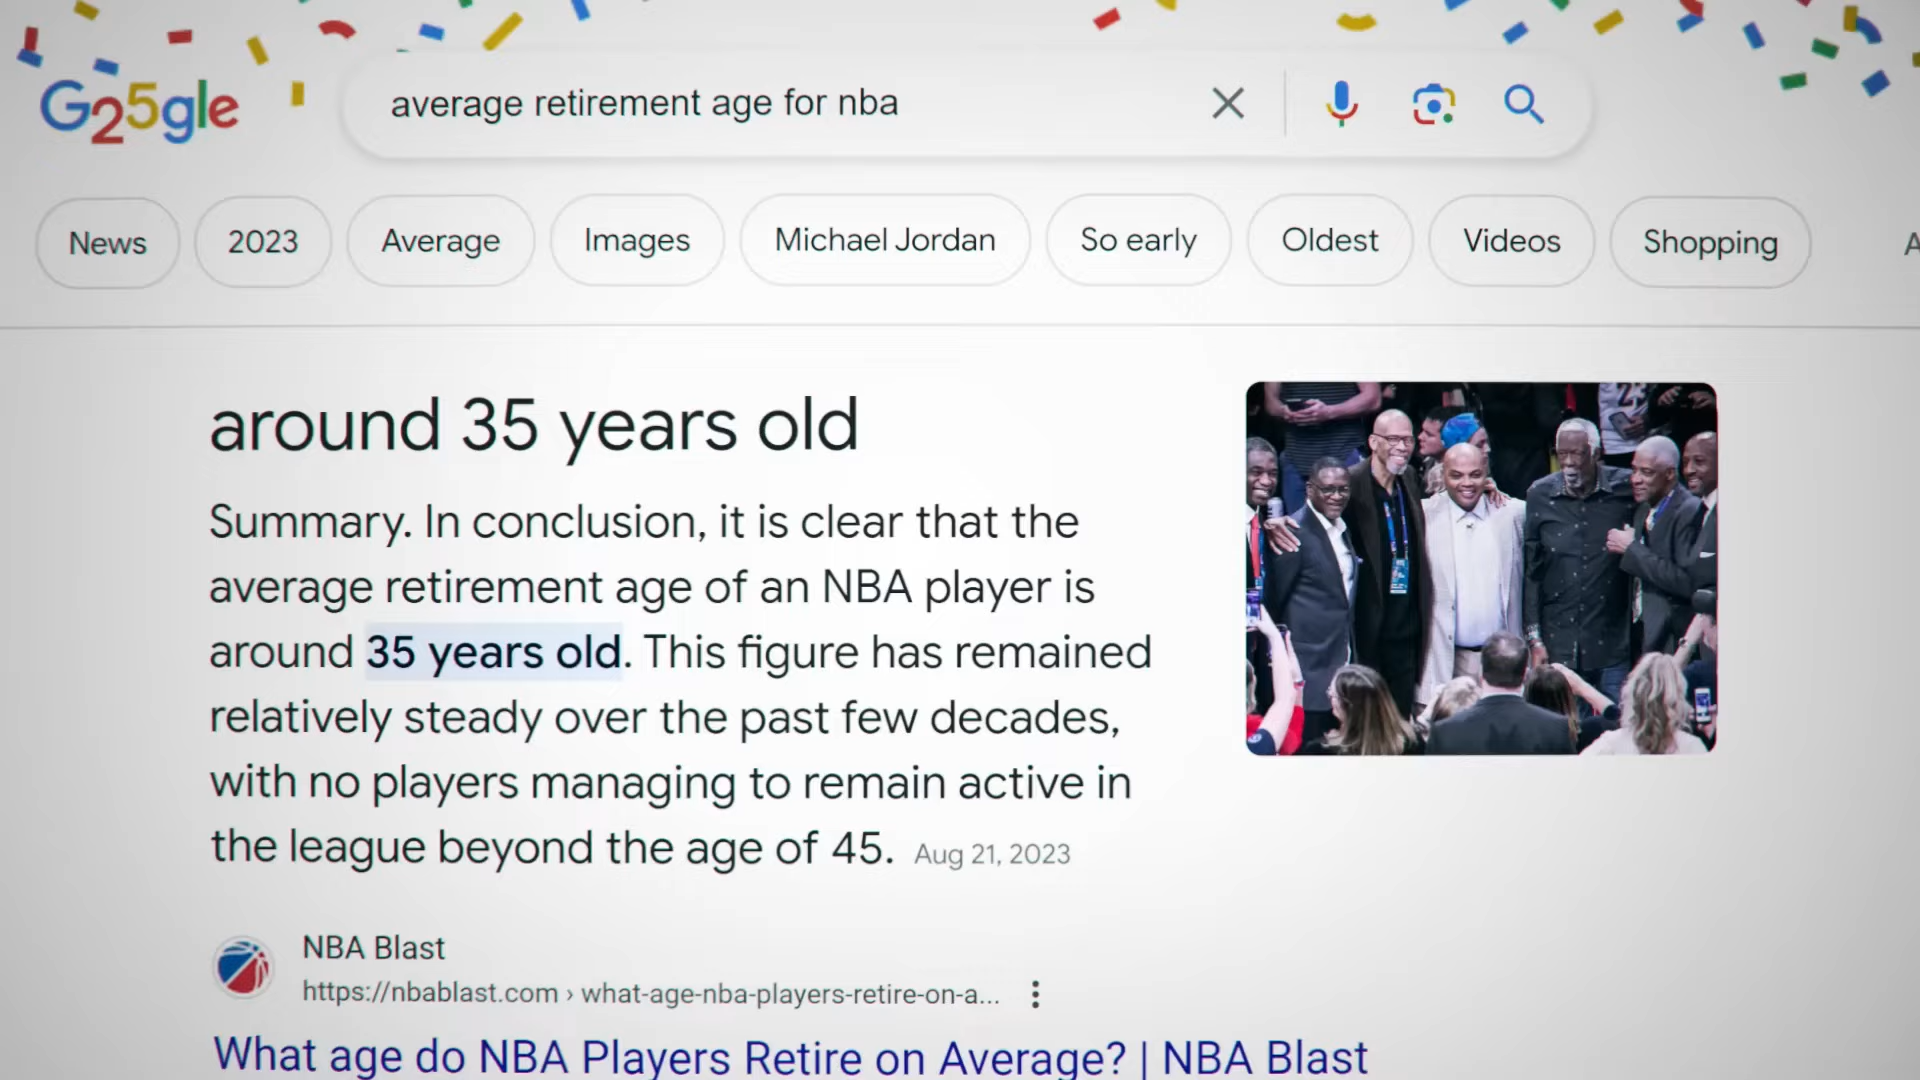 G25gle
average retirement age for nba
News
2023
Average
Images
Michael Jordan
So early
Oldest
Videos
Shopping
around 35 years old
Summary. In conclusion, it is clear that the
average retirement age of an NBA player is
around 35 years old. This figure has remained
relatively steady over the past few decades,
with no players managing to remain active in
the league beyond the age of 45. Aug 21, 2023
NBA Blast
https://nbablast.com › what-age-nba-players-retire-on-a...
What age do NBA Players Retire on Average? | NBA Blast